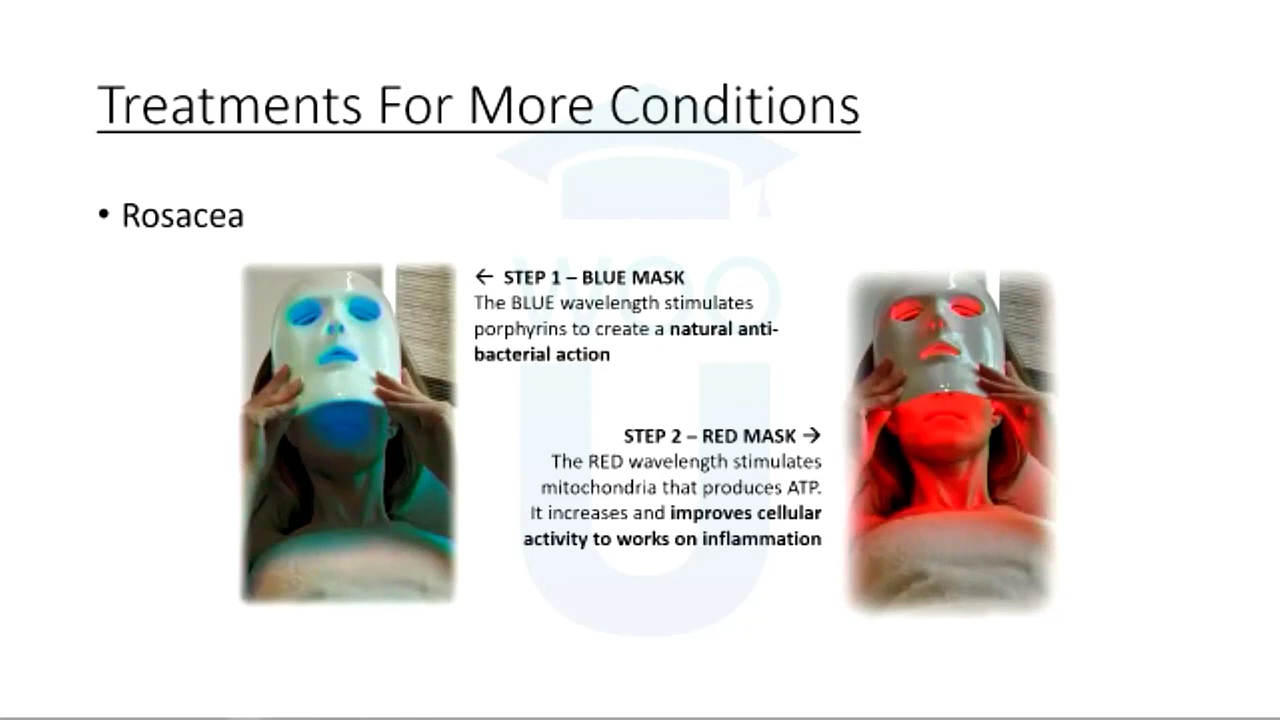 Treatments For More Conditions
• Rosacea
← STEP 1 – BLUE MASK
The BLUE wavelength stimulates
porphyrins to create a natural anti-
bacterial action
STEP 2 – RED MASK →
The RED wavelength stimulates
mitochondria that produces ATP.
It increases and improves cellular
activity to works on inflammation
WOO
U